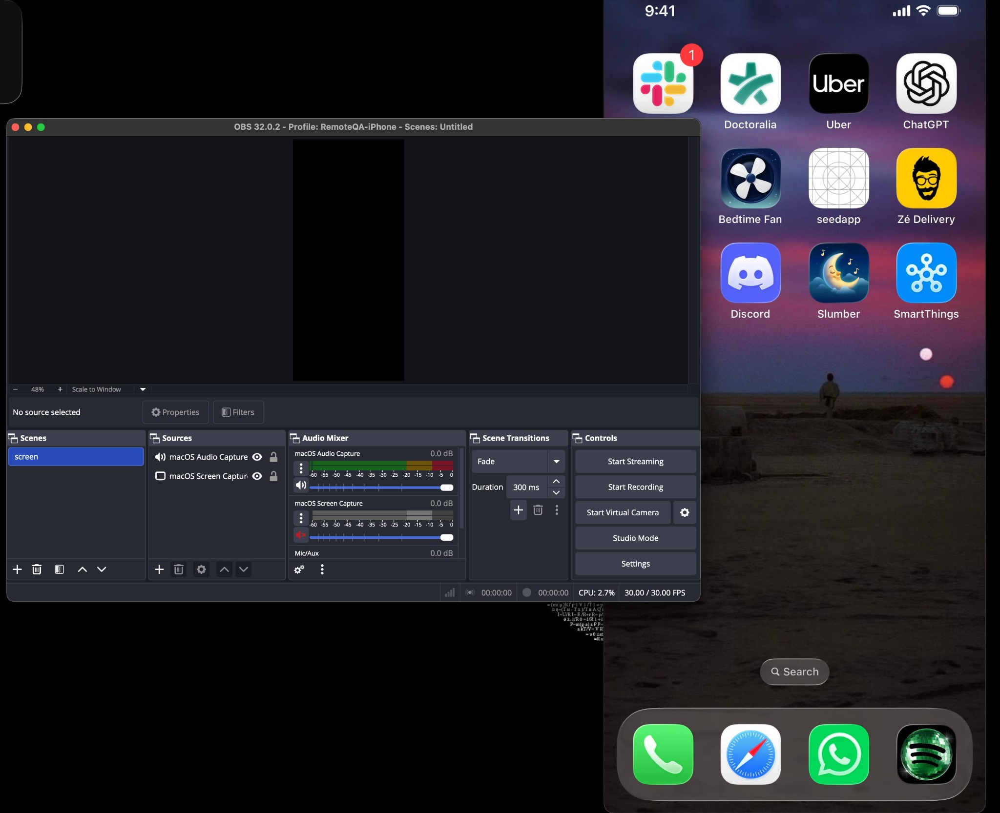 9:41
1
Uber
Doctoralia
Uber
ChatGPT
OBS 32.0.2 - Profile: RemoteQA-iPhone - Scenes: Untitled
Bedtime Fan
seedapp
Zé Delivery
Discord
Slumber
SmartThings
48%
Scale to Window
No source selected
Properties
Filters
Scenes
screen
Sources
macOS Audio Capture
macOS Screen Captur
Audio Mixer
macOS Audio Capture 0.0 dB
-60 -55 -50 -45 -40 -35 -30 -25 -20 -15 -10 -5 0
macOS Screen Capture 0.0 dB
-60 -55 -50 -45 -40 -35 -30 -25 -20 -15 -10 -5 0
Mic/Aux 0.0 dB
Scene Transitions
Fade
Duration 300 ms
Controls
Start Streaming
Start Recording
Start Virtual Camera
Studio Mode
Settings
00:00:00
00:00:00
CPU: 2.7%
30.00 / 30.00 FPS
Search